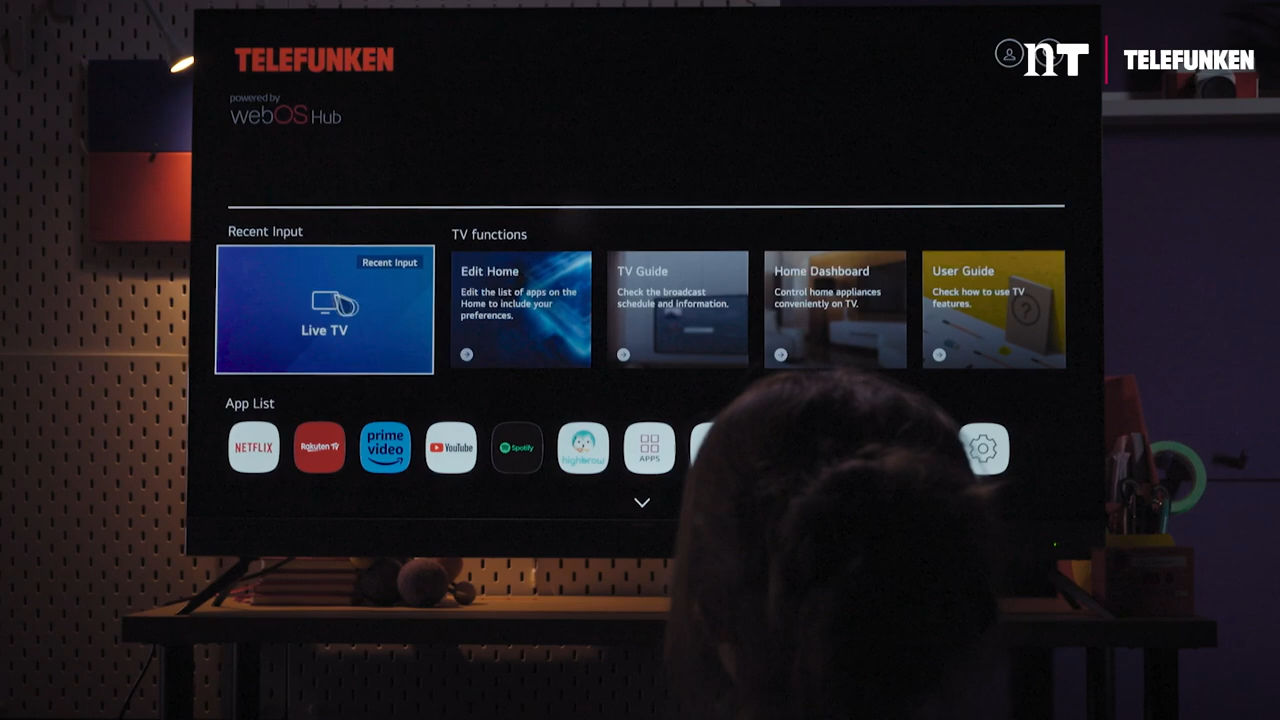 TELEFUNKEN
nT
TELEFUNKEN
powered by
webOS Hub
Recent Input
TV functions
Recent Input
Live TV
Edit Home
Edit the list of apps on the
Home to include your
preferences.
TV Guide
Check the broadcast
schedule and information.
Home Dashboard
Control home appliances
conveniently on TV.
User Guide
Check how to use TV
features.
?
App List
NETFLIX
Rakuten TV
prime
video
YouTube
Spotify
highbrow
APPS